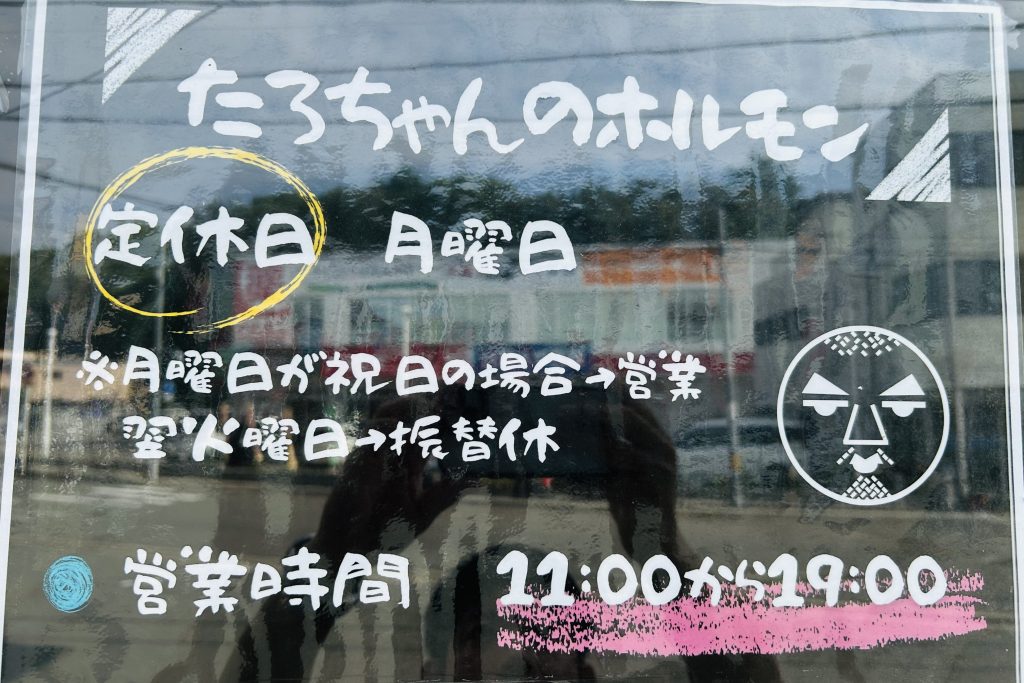 たろちゃんのホルモン
定休日 月曜日
※月曜日が祝日の場合→営業
翌火曜日→振替休
営業時間 11:00から19:00